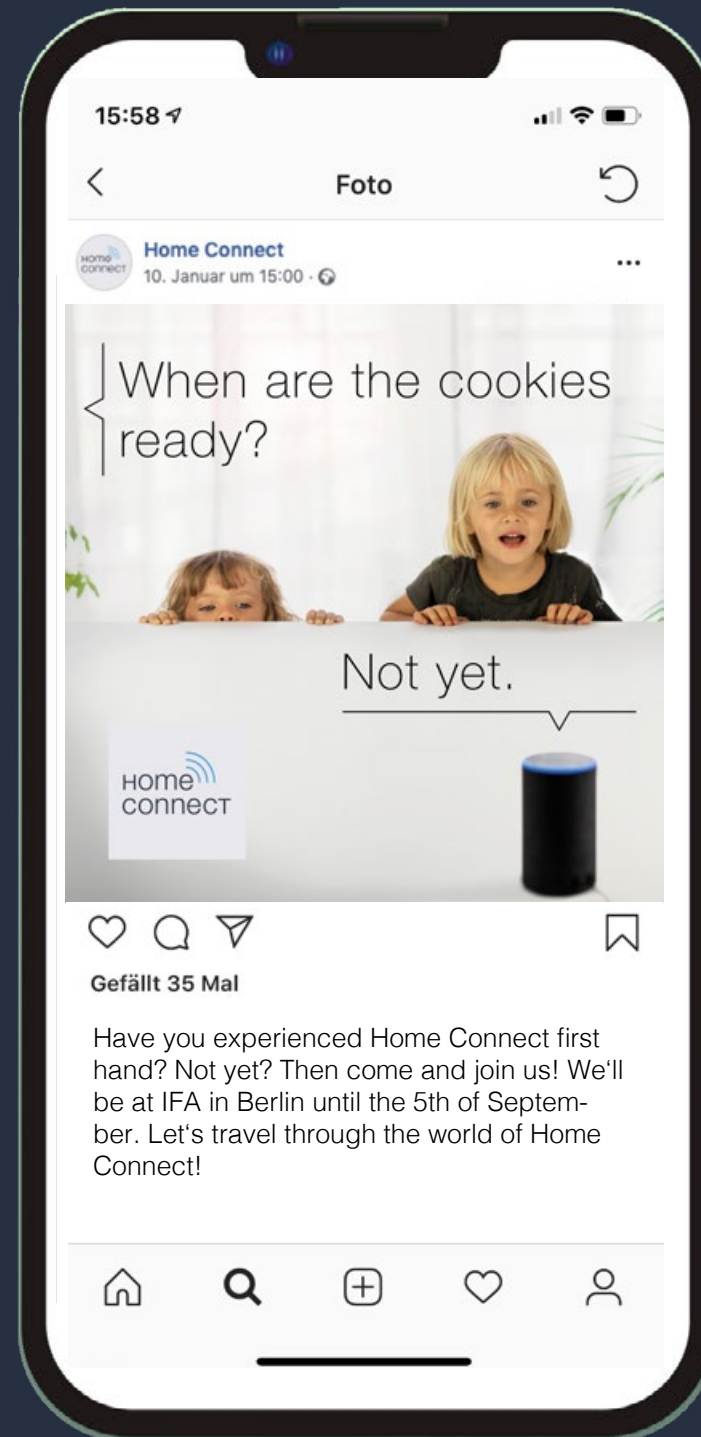 15:58
Foto
Home Connect
10. Januar um 15:00 ·
HOME CONNECT
When are the cookies
ready?
Not yet.
HOME
CONNECT
Gefällt 35 Mal
Have you experienced Home Connect first
hand? Not yet? Then come and join us! We‘ll
be at IFA in Berlin until the 5th of Septem-
ber. Let‘s travel through the world of Home
Connect!